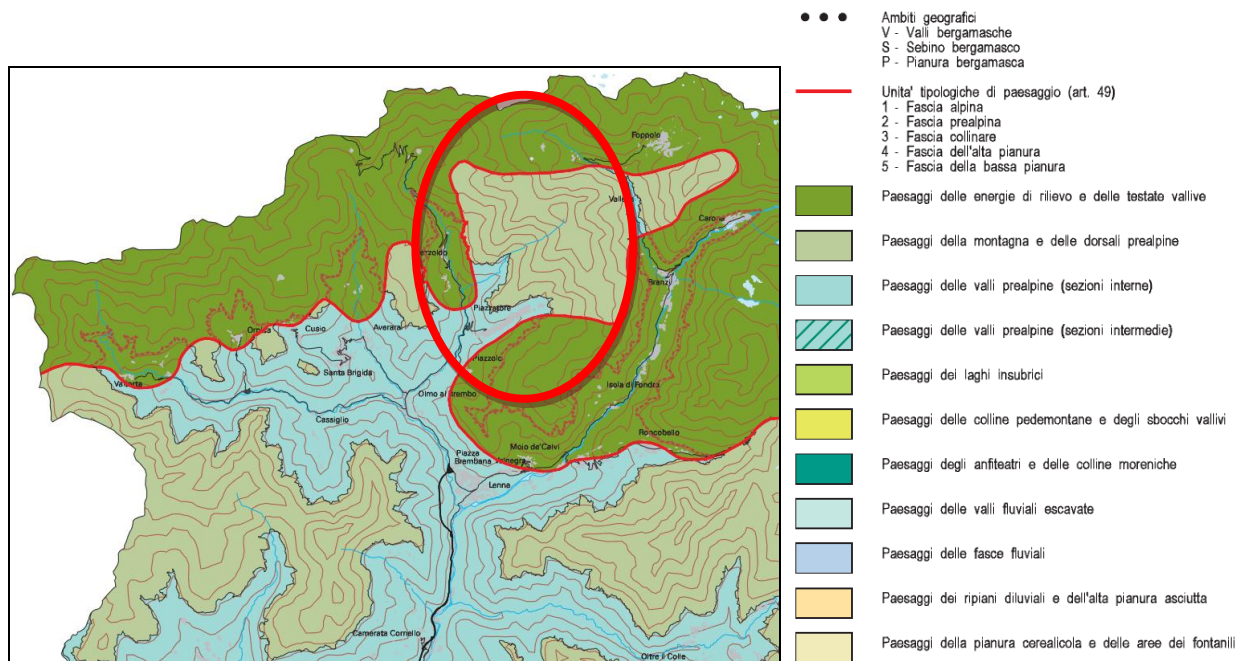 Ambiti geografici
V - Valli bergamasche
S - Sebino bergamasco
P - Pianura bergamasca
Unita' tipologiche di paesaggio (art. 49)
1 - Fascia alpina
2 - Fascia prealpina
3 - Fascia collinare
4 - Fascia dell'alta pianura
5 - Fascia della bassa pianura
Paesaggi delle energie di rilievo e delle testate vallive
Paesaggi della montagna e delle dorsali prealpine
Paesaggi delle valli prealpine (sezioni interne)
Paesaggi delle valli prealpine (sezioni intermedie)
Paesaggi dei laghi insubrici
Paesaggi delle colline pedemontane e degli sbocchi vallivi
Paesaggi degli anfiteatri e delle colline moreniche
Paesaggi delle valli fluviali escavate
Paesaggi delle fasce fluviali
Paesaggi dei ripiani diluviali e dell'alta pianura asciutta
Paesaggi della pianura cerealicola e delle aree dei fontanili
Foppolo
Carona
Branzi
Piazzatorre
Ornica
Cusio
Averara
Santa Brigida
Piazzolo
Valtorta
Olmo al Brembo
Isola di Fondra
Cassiglio
Roncobello
Moio de'Calvi
Piazza
Brembana
Lenna
Camerata Cornello
Oltre il Colle